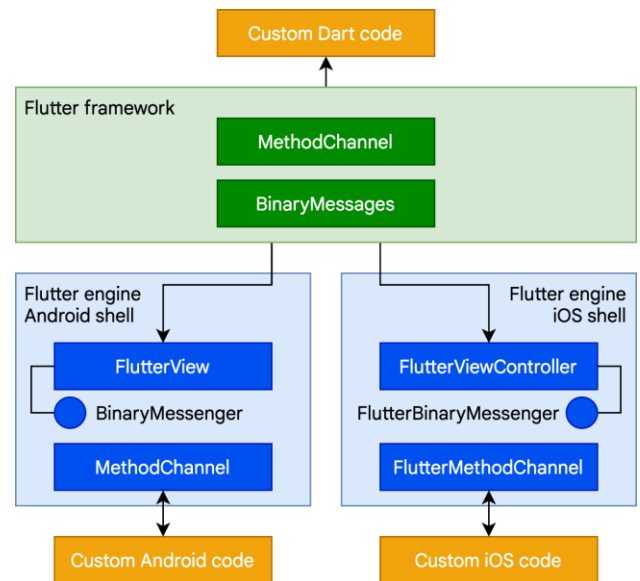 Custom Dart code
Flutter framework
MethodChannel
BinaryMessages
Flutter engine
Android shell
FlutterView
BinaryMessenger
MethodChannel
Custom Android code
Flutter engine
iOS shell
FlutterViewController
FlutterBinaryMessenger
FlutterMethodChannel
Custom iOS code